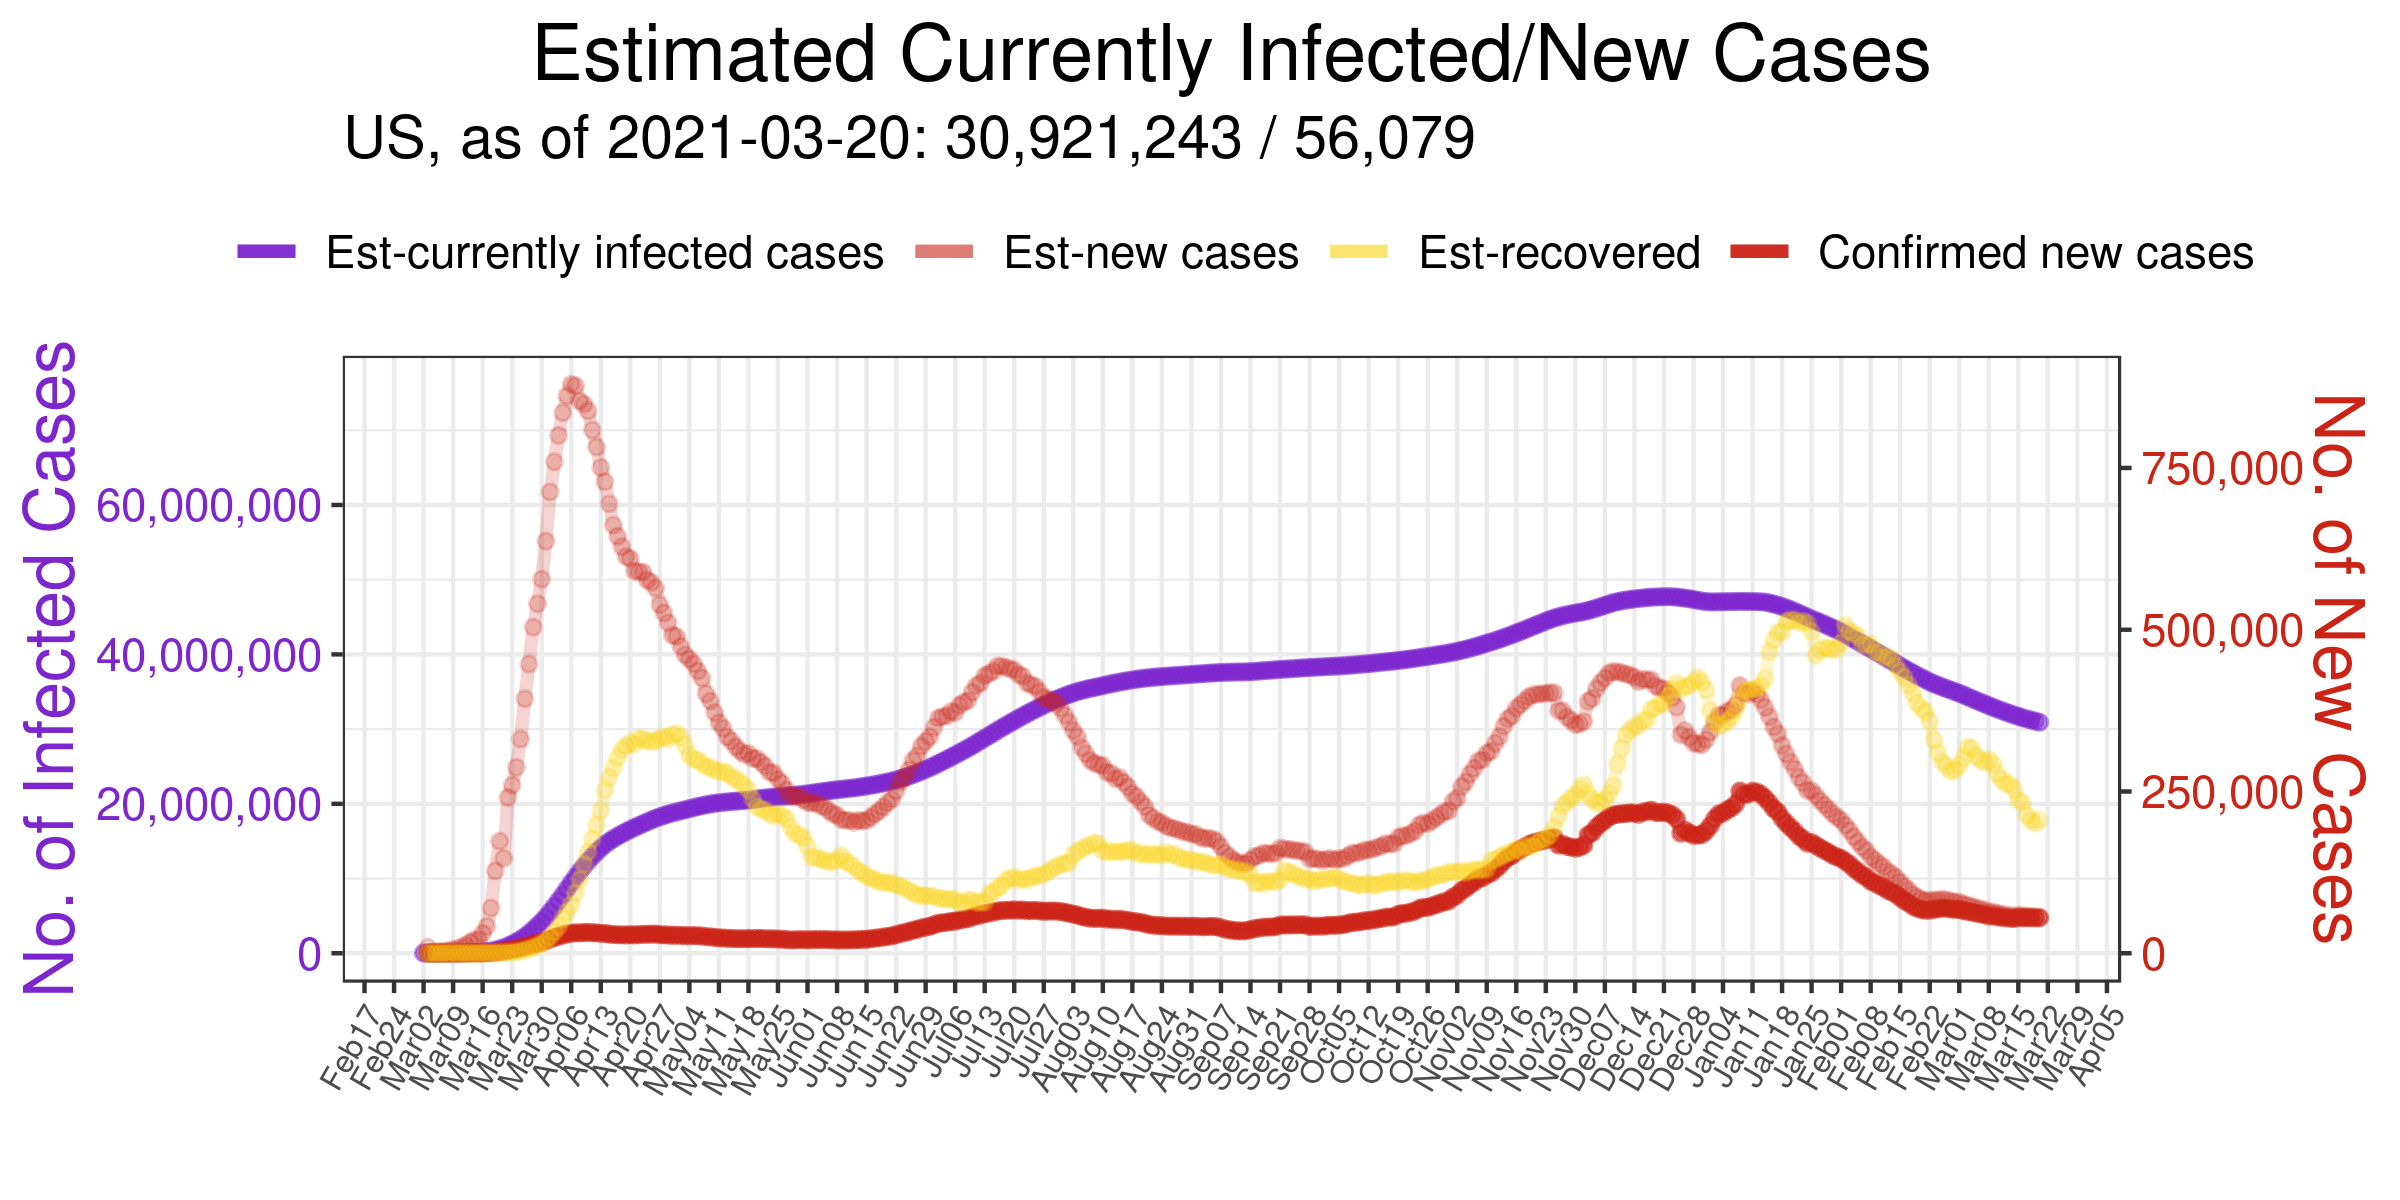 Estimated Currently Infected/New Cases
US, as of 2021-03-20: 30,921,243 / 56,079
Est-currently infected cases Est-new cases Est-recovered Confirmed new cases
No. of Infected Cases
60,000,000
40,000,000
20,000,000
0
750,000
500,000
250,000
0
No. of New Cases
Feb17 Feb24 Mar02 Mar09 Mar16 Mar23 Mar30 Apr06 Apr13 Apr20 Apr27 May04 May11 May18 May25 Jun01 Jun08 Jun15 Jun22 Jun29 Jul06 Jul13 Jul20 Jul27 Aug03 Aug10 Aug17 Aug24 Aug31 Sep07 Sep14 Sep21 Sep28 Oct05 Oct12 Oct19 Oct26 Nov02 Nov09 Nov16 Nov23 Nov30 Dec07 Dec14 Dec21 Dec28 Jan04 Jan11 Jan18 Jan25 Feb01 Feb08 Feb15 Feb22 Mar01 Mar08 Mar15 Mar22 Mar29 Apr05